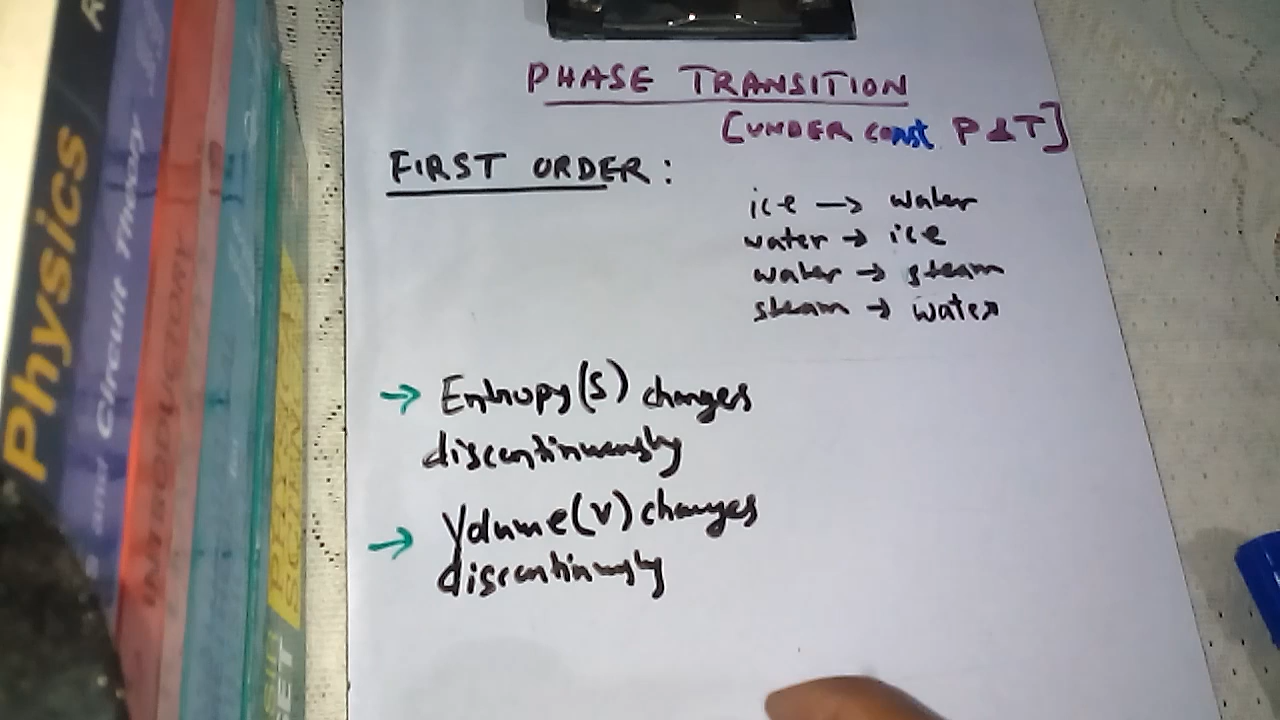 PHASE TRANSITION
[UNDER const P & T]
FIRST ORDER:
ice → water
water → ice
water → steam
steam → water
→ Entropy(S) changes
discontinuously
→ Volume(V) changes
discontinuously
Physics
and Circuit Theory
INTRODUCTORY